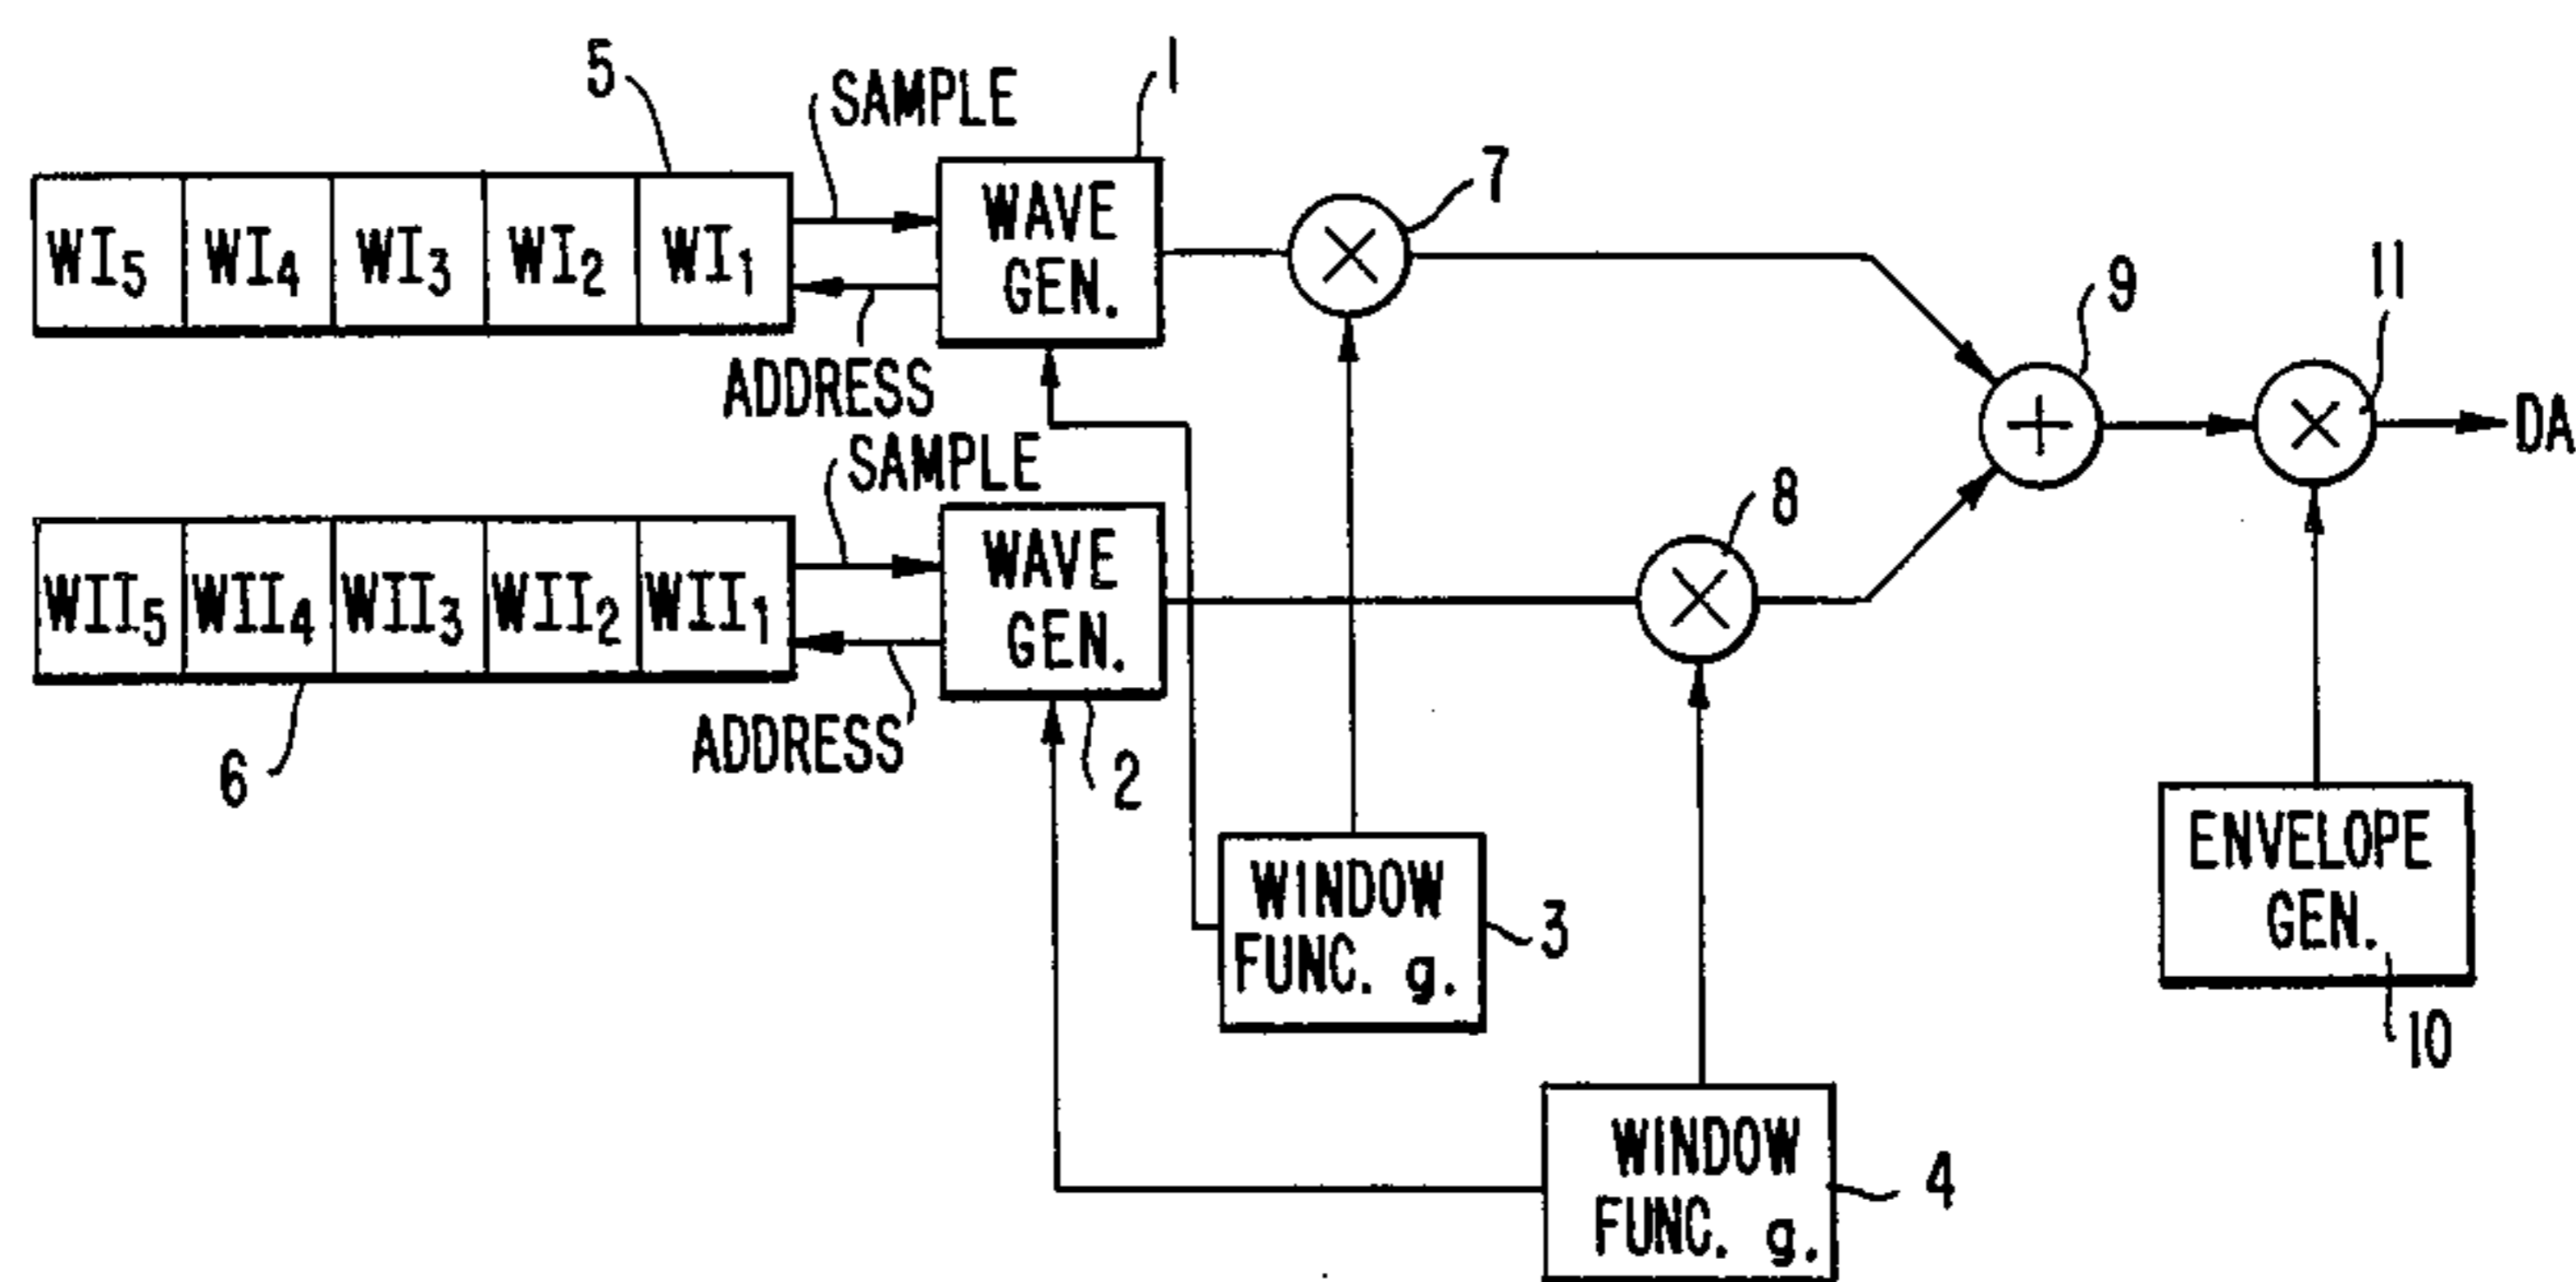 5
SAMPLE
1
WI5 WI4 WI3 WI2 WI1
WAVE
GEN.
7
ADDRESS
9
11
DA
SAMPLE
8
WII5 WII4 WII3 WII2 WII1
WAVE
GEN.
6
ADDRESS
2
WINDOW
FUNC. g.
3
ENVELOPE
GEN.
10
WINDOW
FUNC. g.
4